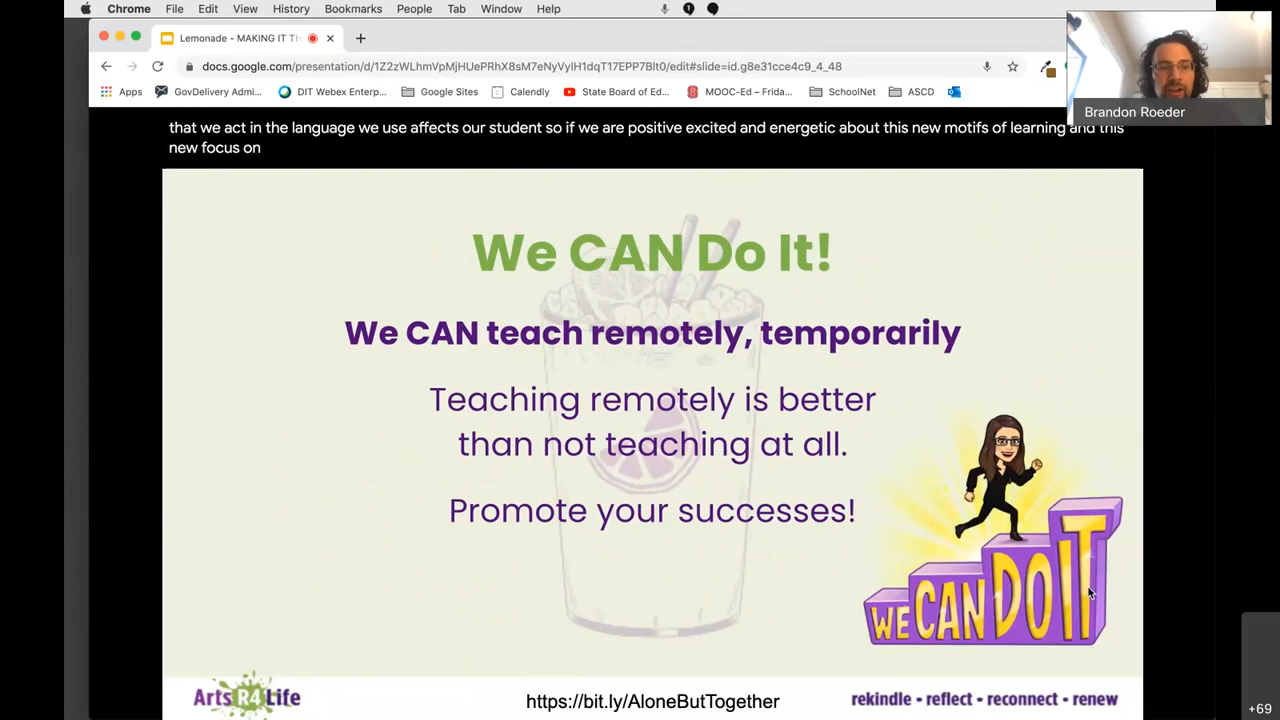 Chrome File Edit View History Bookmarks People Tab Window Help
Lemonade - MAKING IT TH
docs.google.com/presentation/d/1Z2zWLhmVpMjHUePRhX8sM7eNyVyIH1dqT17EPP7Blt0/edit#slide=id.g8e31cce4c9_4_48
Apps GovDelivery Admi... DIT Webex Enterp... Google Sites Calendly State Board of Ed... MOOC-Ed – Frida... SchoolNet ASCD
Brandon Roeder
that we act in the language we use affects our student so if we are positive excited and energetic about this new motifs of learning and this
new focus on
We CAN Do It!
We CAN teach remotely, temporarily
Teaching remotely is better
than not teaching at all.
Promote your successes!
WE CAN DO IT
Arts R4 Life
https://bit.ly/AloneButTogether
rekindle • reflect • reconnect • renew
+69